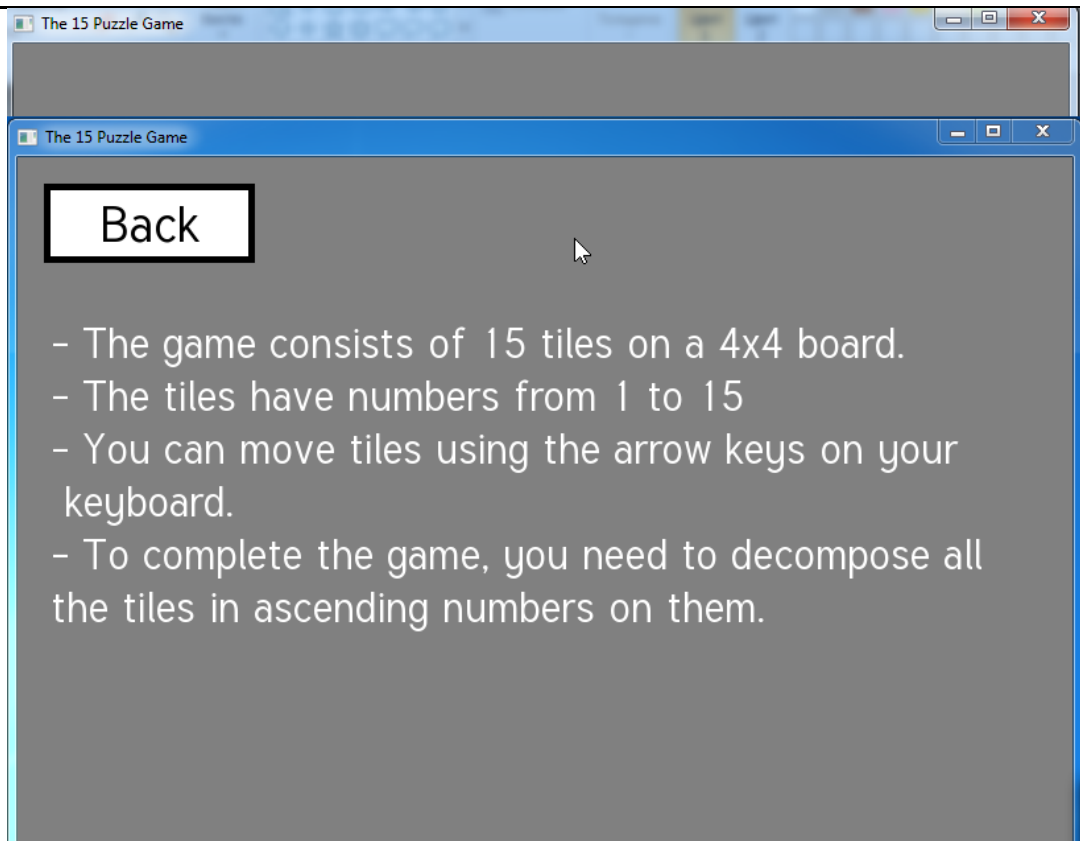 The 15 Puzzle Game
The 15 Puzzle Game
Back
- The game consists of 15 tiles on a 4x4 board.
- The tiles have numbers from 1 to 15
- You can move tiles using the arrow keys on your
keyboard.
- To complete the game, you need to decompose all
the tiles in ascending numbers on them.